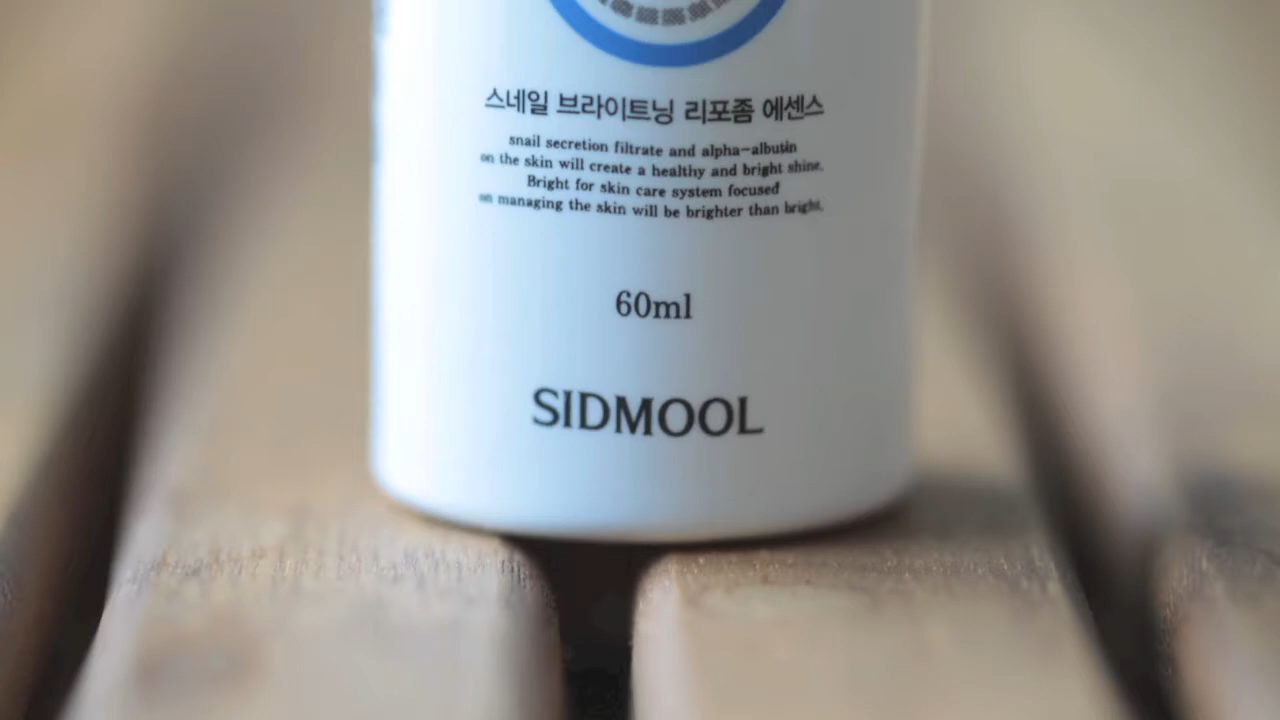 스네일 브라이트닝 리포좀 에센스
snail secretion filtrate and alpha-albutin
on the skin will create a healthy and bright shine.
Bright for skin care system focused
on managing the skin will be brighter than bright.
60ml
SIDMOOL